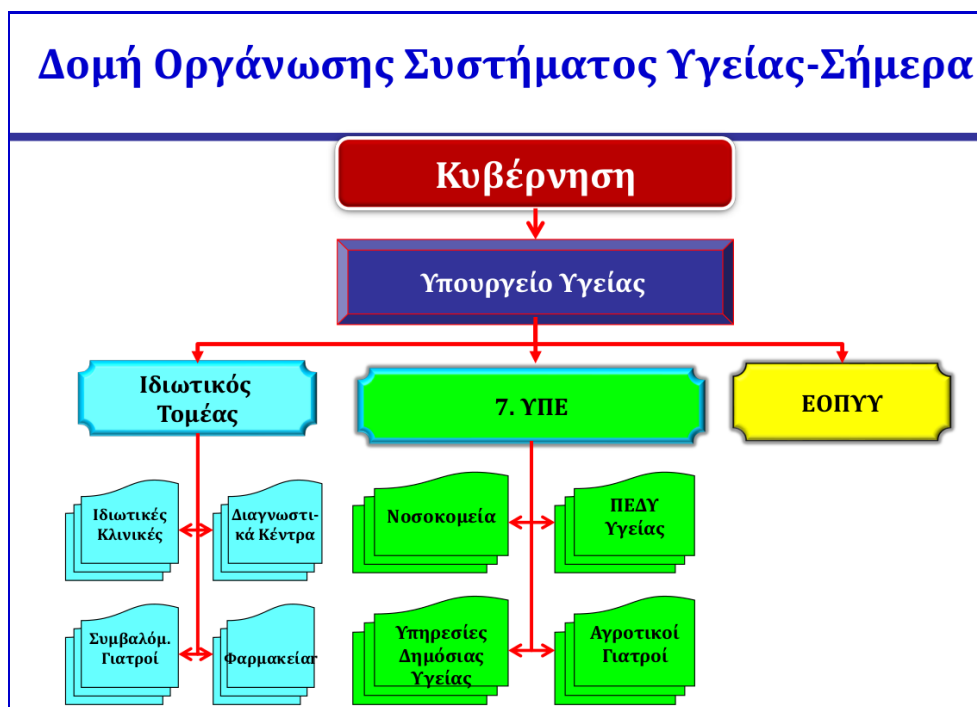 Δομή Οργάνωσης Συστήματος Υγείας-Σήμερα
Κυβέρνηση
Υπουργείο Υγείας
Ιδιωτικός
Τομέας
7. ΥΠΕ
ΕΟΠΥΥ
Ιδιωτικές
Κλινικές
Διαγνωστι-
κά Κέντρα
Νοσοκομεία
ΠΕΔΥ
Υγείας
Συμβαλόμ.
Γιατροί
Φαρμακείαr
Υπηρεσίες
Δημόσιας
Υγείας
Αγροτικοί
Γιατροί